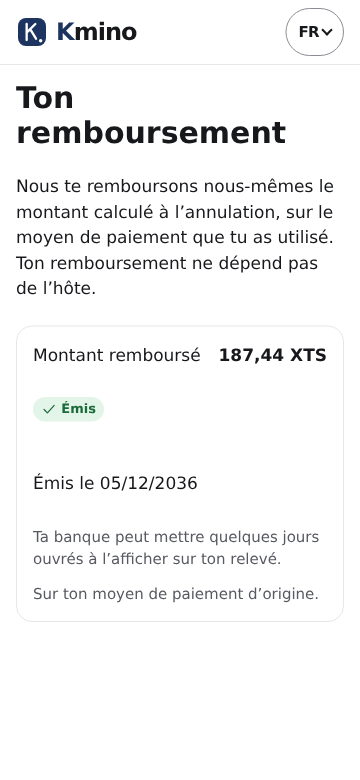 K. Kmino
FR
Ton
remboursement
Nous te remboursons nous-mêmes le
montant calculé à l’annulation, sur le
moyen de paiement que tu as utilisé.
Ton remboursement ne dépend pas
de l’hôte.
Montant remboursé 187,44 XTS
Émis
Émis le 05/12/2036
Ta banque peut mettre quelques jours
ouvrés à l’afficher sur ton relevé.
Sur ton moyen de paiement d’origine.